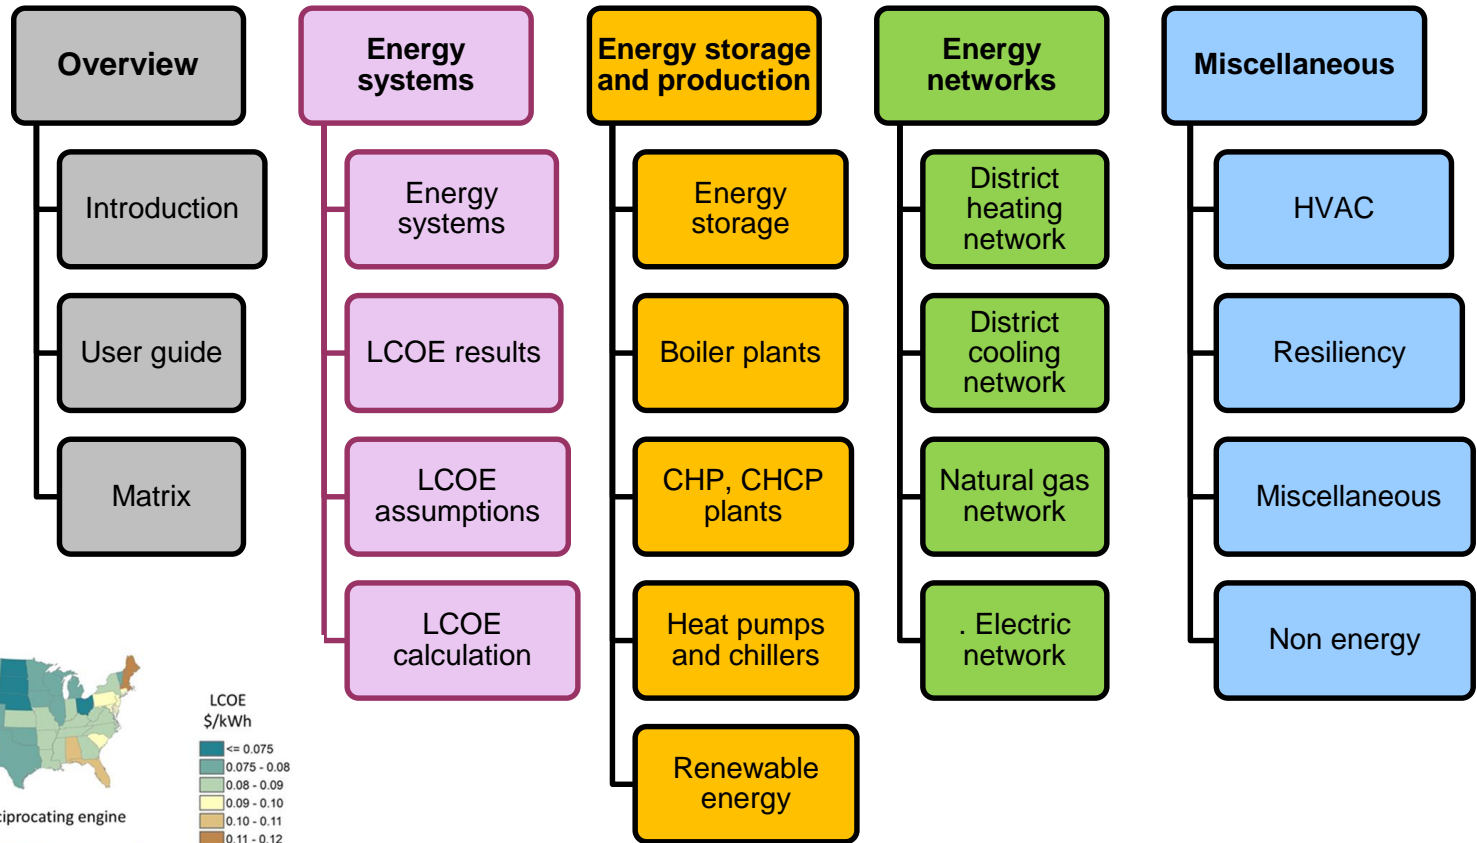 Overview
Introduction
User guide
Matrix
Energy
systems
Energy
systems
LCOE results
LCOE
assumptions
LCOE
calculation
Energy storage
and production
Energy
storage
Boiler plants
CHP, CHCP
plants
Heat pumps
and chillers
Renewable
energy
Energy
networks
District
heating
network
District
cooling
network
Natural gas
network
. Electric
network
Miscellaneous
HVAC
Resiliency
Miscellaneous
Non energy
LCOE
$/kWh
<= 0.075
0.075 - 0.08
0.08 - 0.09
0.09 - 0.10
0.10 - 0.11
0.11 - 0.12
ciprocating engine